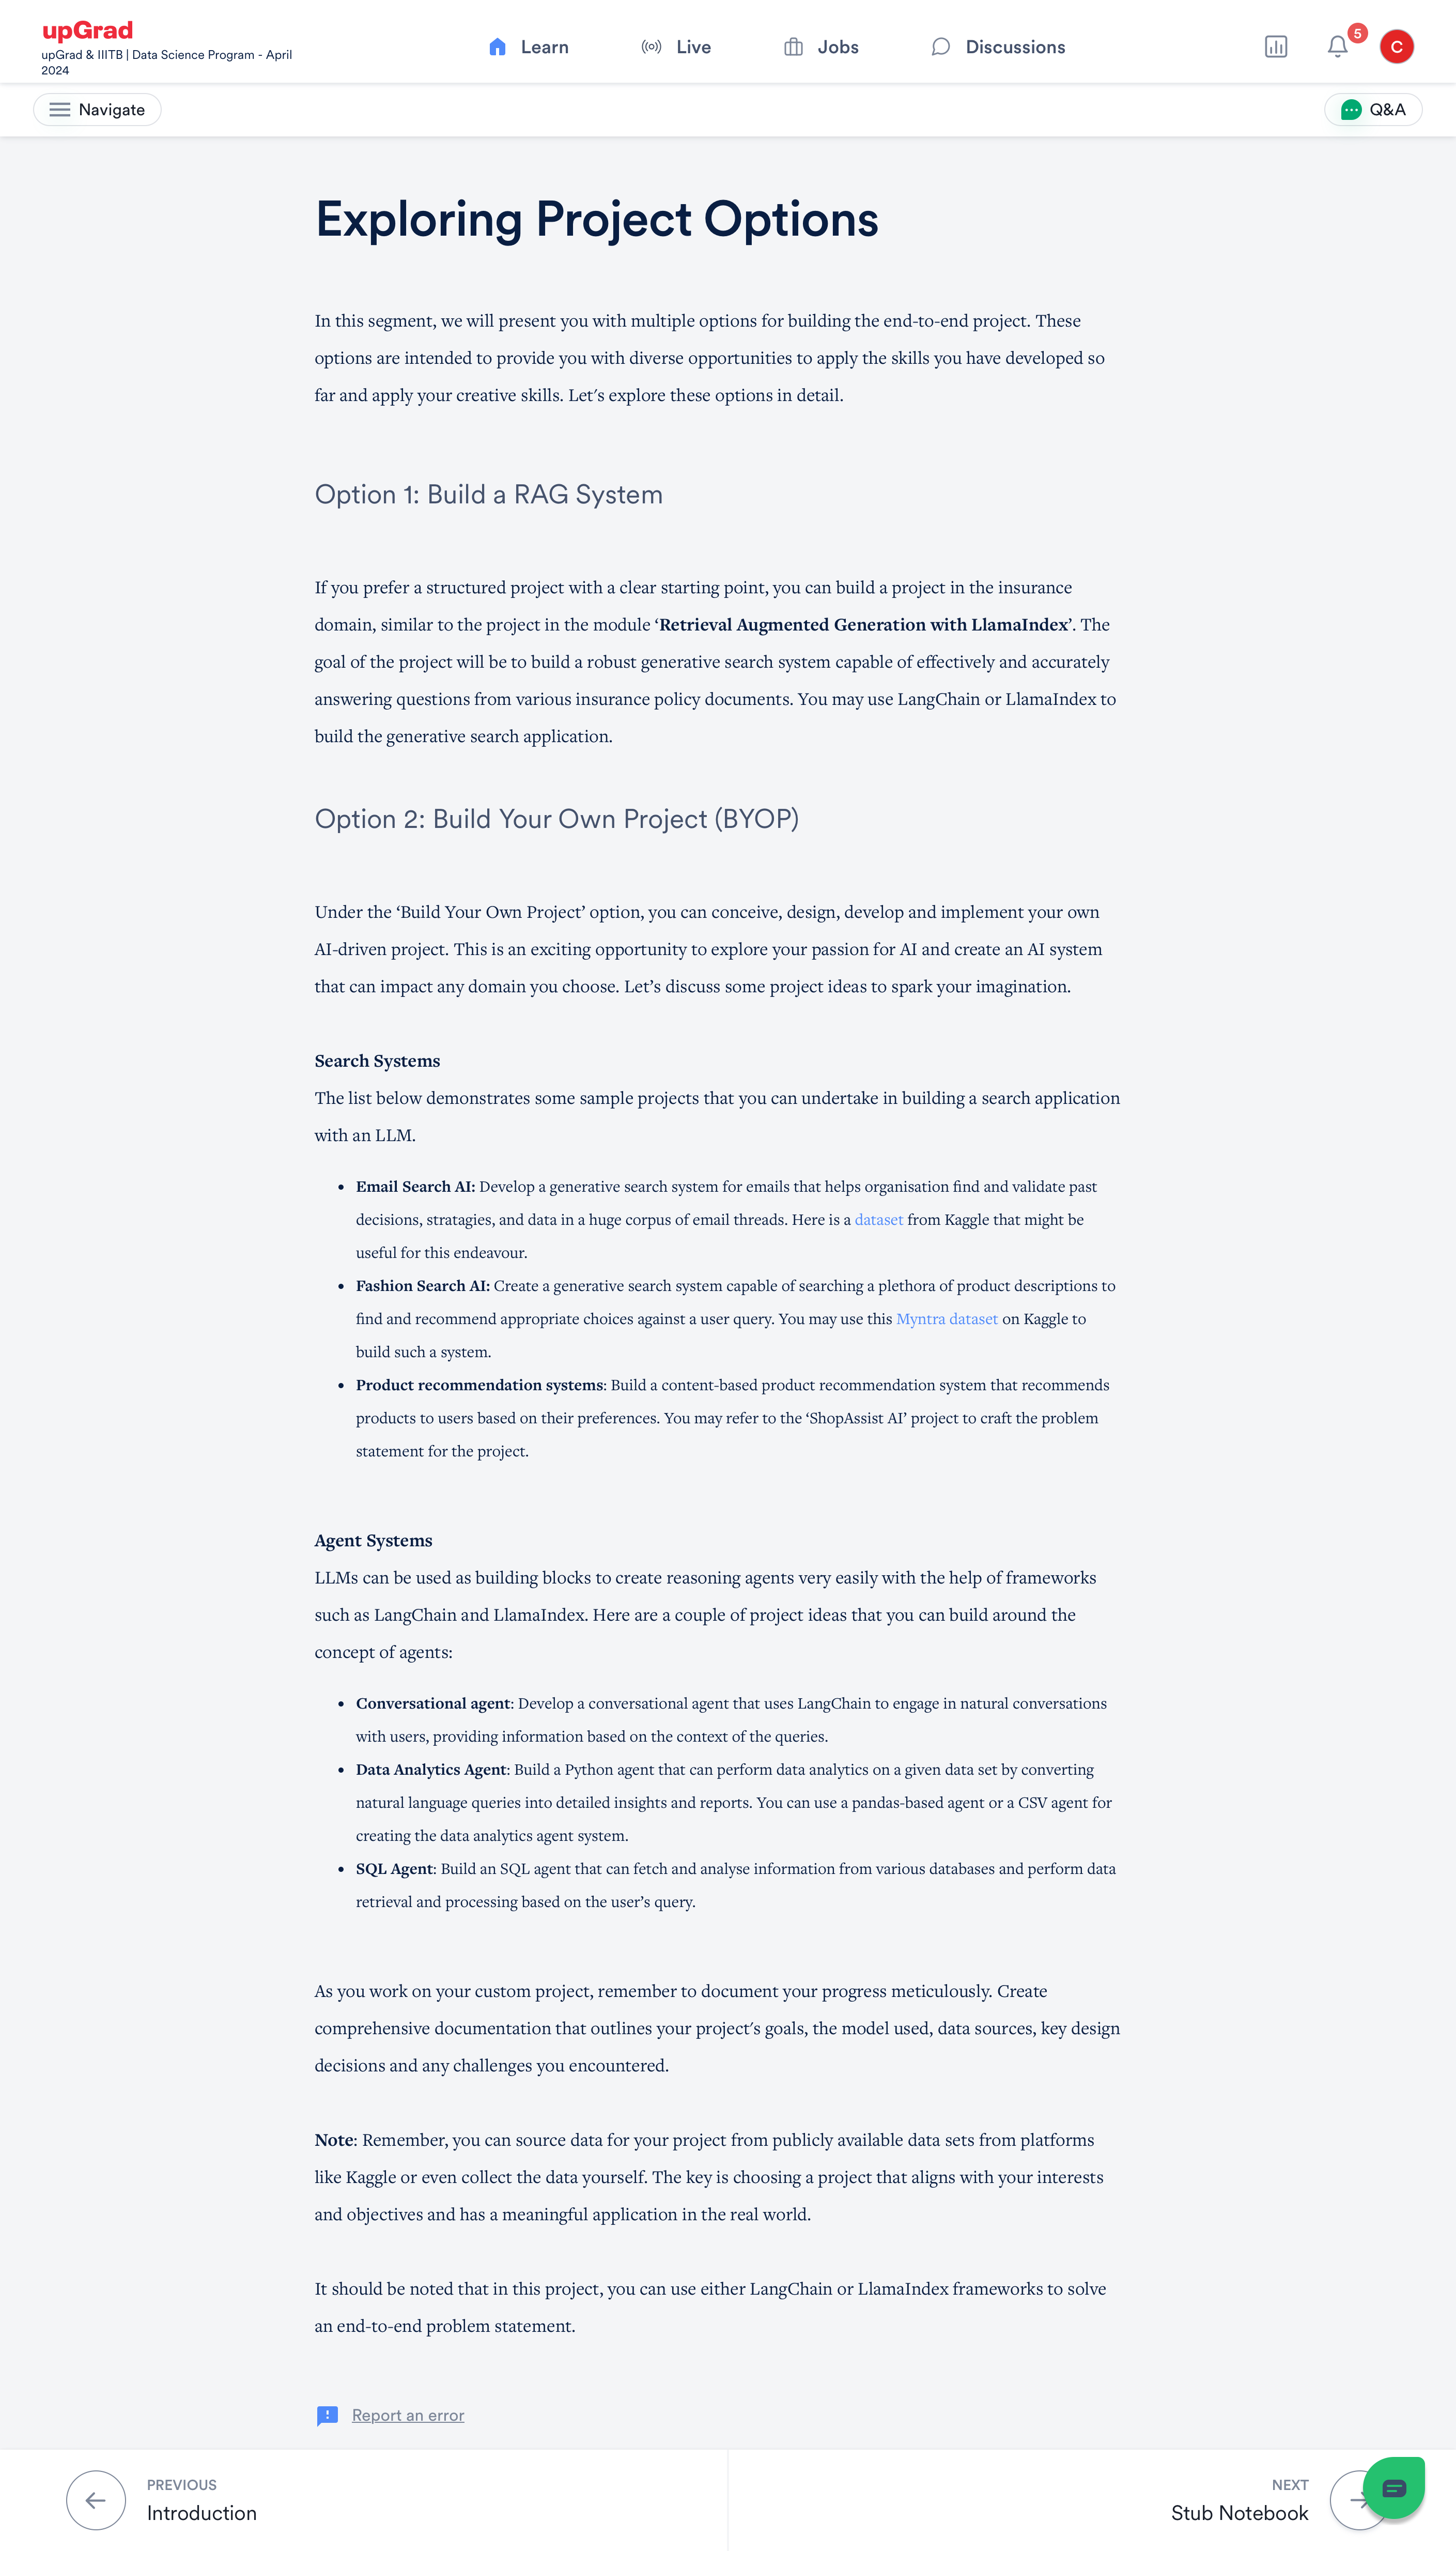 upGrad
upGrad & IIITB | Data Science Program - April
2024
Learn
Live
Jobs
Discussions
5
C
Navigate
Q&A
Exploring Project Options
In this segment, we will present you with multiple options for building the end-to-end project. These
options are intended to provide you with diverse opportunities to apply the skills you have developed so
far and apply your creative skills. Let's explore these options in detail.
Option 1: Build a RAG System
If you prefer a structured project with a clear starting point, you can build a project in the insurance
domain, similar to the project in the module ‘Retrieval Augmented Generation with LlamaIndex’. The
goal of the project will be to build a robust generative search system capable of effectively and accurately
answering questions from various insurance policy documents. You may use LangChain or LlamaIndex to
build the generative search application.
Option 2: Build Your Own Project (BYOP)
Under the ‘Build Your Own Project’ option, you can conceive, design, develop and implement your own
AI-driven project. This is an exciting opportunity to explore your passion for AI and create an AI system
that can impact any domain you choose. Let’s discuss some project ideas to spark your imagination.
Search Systems
The list below demonstrates some sample projects that you can undertake in building a search application
with an LLM.
• Email Search AI: Develop a generative search system for emails that helps organisation find and validate past
decisions, stratagies, and data in a huge corpus of email threads. Here is a dataset from Kaggle that might be
useful for this endeavour.
• Fashion Search AI: Create a generative search system capable of searching a plethora of product descriptions to
find and recommend appropriate choices against a user query. You may use this Myntra dataset on Kaggle to
build such a system.
• Product recommendation systems: Build a content-based product recommendation system that recommends
products to users based on their preferences. You may refer to the ‘ShopAssist AI’ project to craft the problem
statement for the project.
Agent Systems
LLMs can be used as building blocks to create reasoning agents very easily with the help of frameworks
such as LangChain and LlamaIndex. Here are a couple of project ideas that you can build around the
concept of agents:
• Conversational agent: Develop a conversational agent that uses LangChain to engage in natural conversations
with users, providing information based on the context of the queries.
• Data Analytics Agent: Build a Python agent that can perform data analytics on a given data set by converting
natural language queries into detailed insights and reports. You can use a pandas-based agent or a CSV agent for
creating the data analytics agent system.
• SQL Agent: Build an SQL agent that can fetch and analyse information from various databases and perform data
retrieval and processing based on the user’s query.
As you work on your custom project, remember to document your progress meticulously. Create
comprehensive documentation that outlines your project's goals, the model used, data sources, key design
decisions and any challenges you encountered.
Note: Remember, you can source data for your project from publicly available data sets from platforms
like Kaggle or even collect the data yourself. The key is choosing a project that aligns with your interests
and objectives and has a meaningful application in the real world.
It should be noted that in this project, you can use either LangChain or LlamaIndex frameworks to solve
an end-to-end problem statement.
Report an error
PREVIOUS
Introduction
NEXT
Stub Notebook